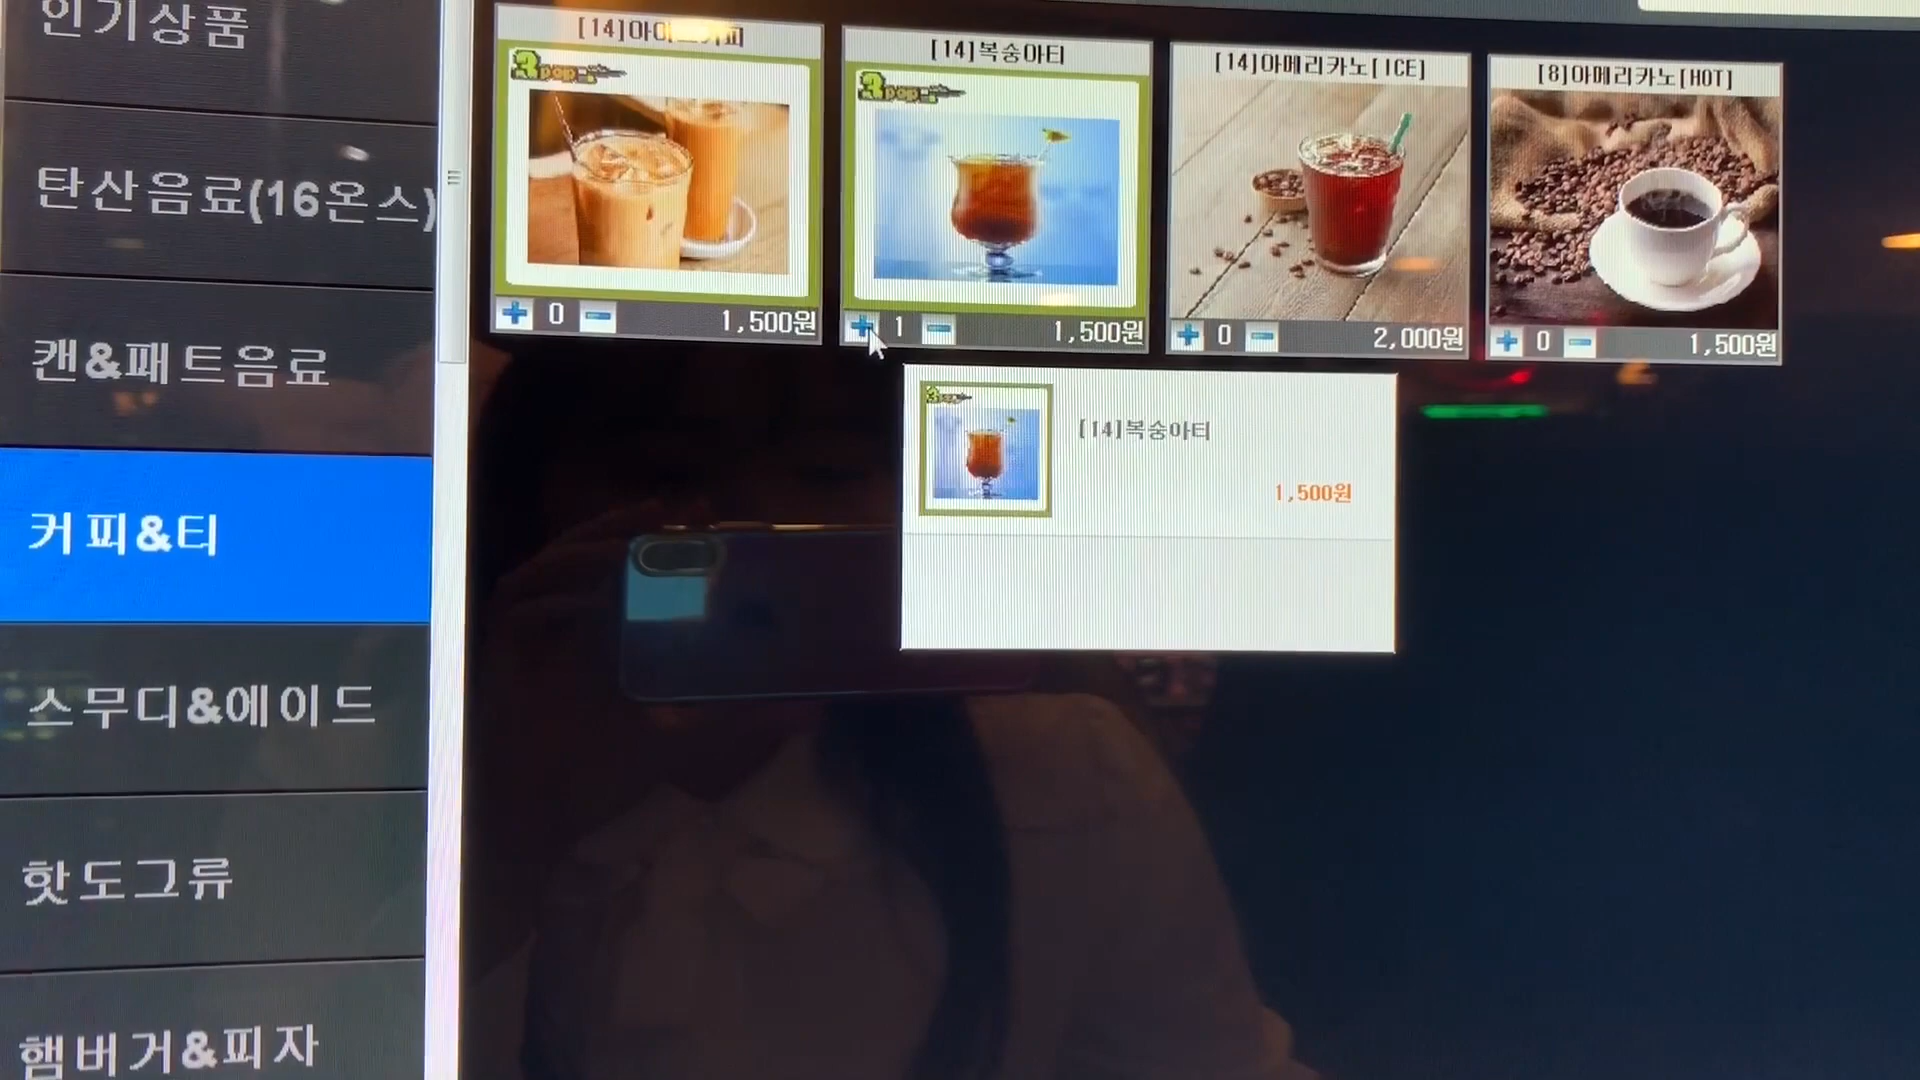 인기상품
탄산음료(16온스)
캔&패트음료
커피&티
스무디&에이드
핫도그류
햄버거&피자
[14]복숭아티
[14]아메리카노[ICE]
[8]아메리카노[HOT]
3pop
3pop
0
1,500원
1
1,500원
0
2,000원
0
1,500원
[14]복숭아티
1,500원